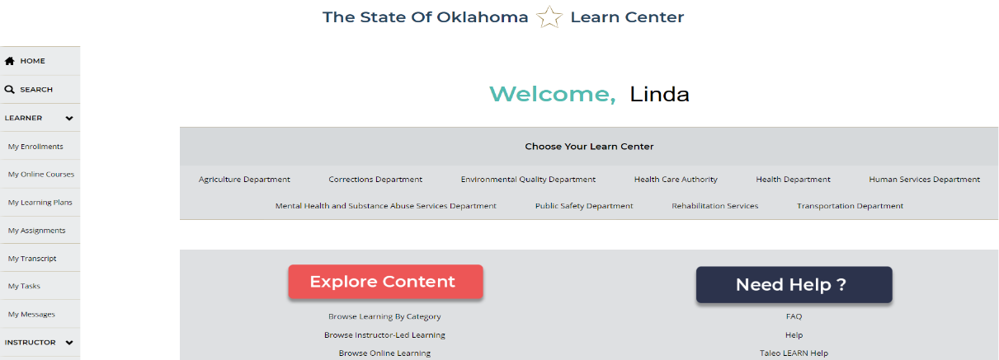 The State Of Oklahoma Learn Center
HOME
SEARCH
LEARNER
My Enrollments
My Online Courses
My Learning Plans
My Assignments
My Transcript
My Tasks
My Messages
INSTRUCTOR
Welcome, Linda
Choose Your Learn Center
Agriculture Department Corrections Department Environmental Quality Department Health Care Authority Health Department Human Services Department
Mental Health and Substance Abuse Services Department Public Safety Department Rehabilitation Services Transportation Department
Explore Content
Browse Learning By Category
Browse Instructor-Led Learning
Browse Online Learning
Need Help ?
FAQ
Help
Taleo LEARN Help